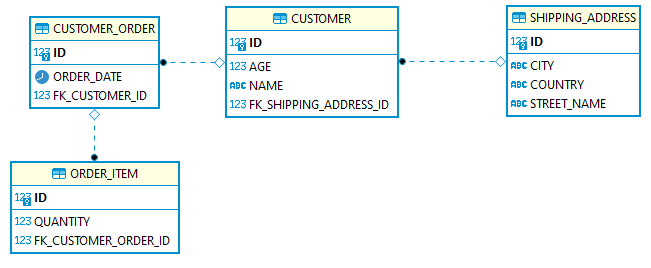 CUSTOMER_ORDER
123 ID
ORDER_DATE
123 FK_CUSTOMER_ID
CUSTOMER
123 ID
123 AGE
ABC NAME
123 FK_SHIPPING_ADDRESS_ID
SHIPPING_ADDRESS
123 ID
ABC CITY
ABC COUNTRY
ABC STREET_NAME
ORDER_ITEM
123 ID
123 QUANTITY
123 FK_CUSTOMER_ORDER_ID